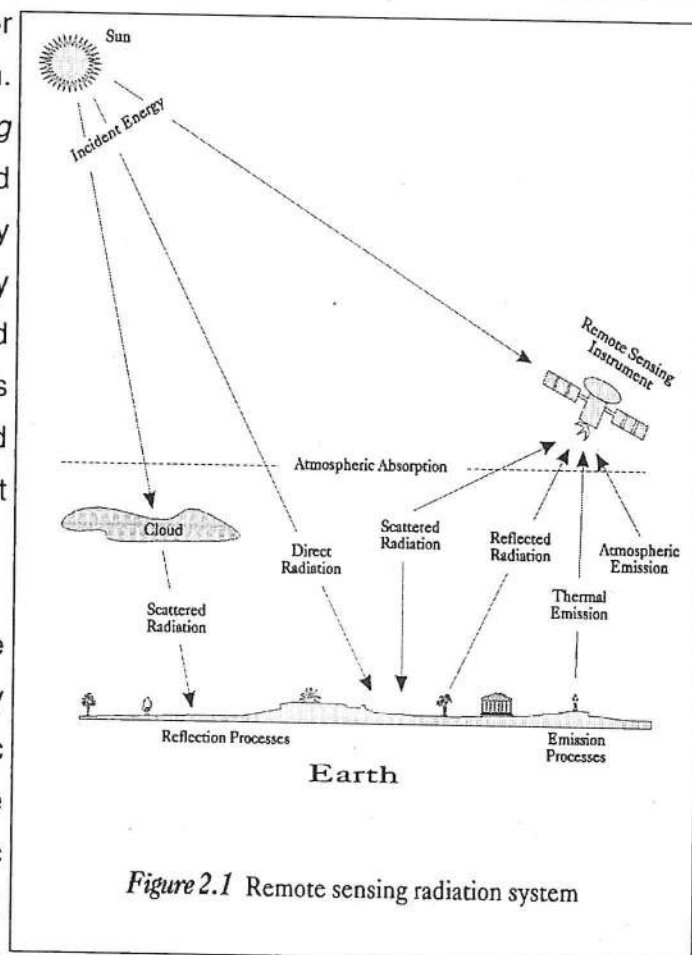 or
g
d
y
y
d
s
d
t
e
y
c
e
c
Sun
Incident Energy
Remote Sensing
Instrument
Atmospheric Absorption
Cloud
Direct
Radiation
Scattered
Radiation
Reflected
Radiation
Atmospheric
Emission
Thermal
Emission
Scattered
Radiation
Reflection Processes
Emission
Processes
Earth
Figure 2.1 Remote sensing radiation system